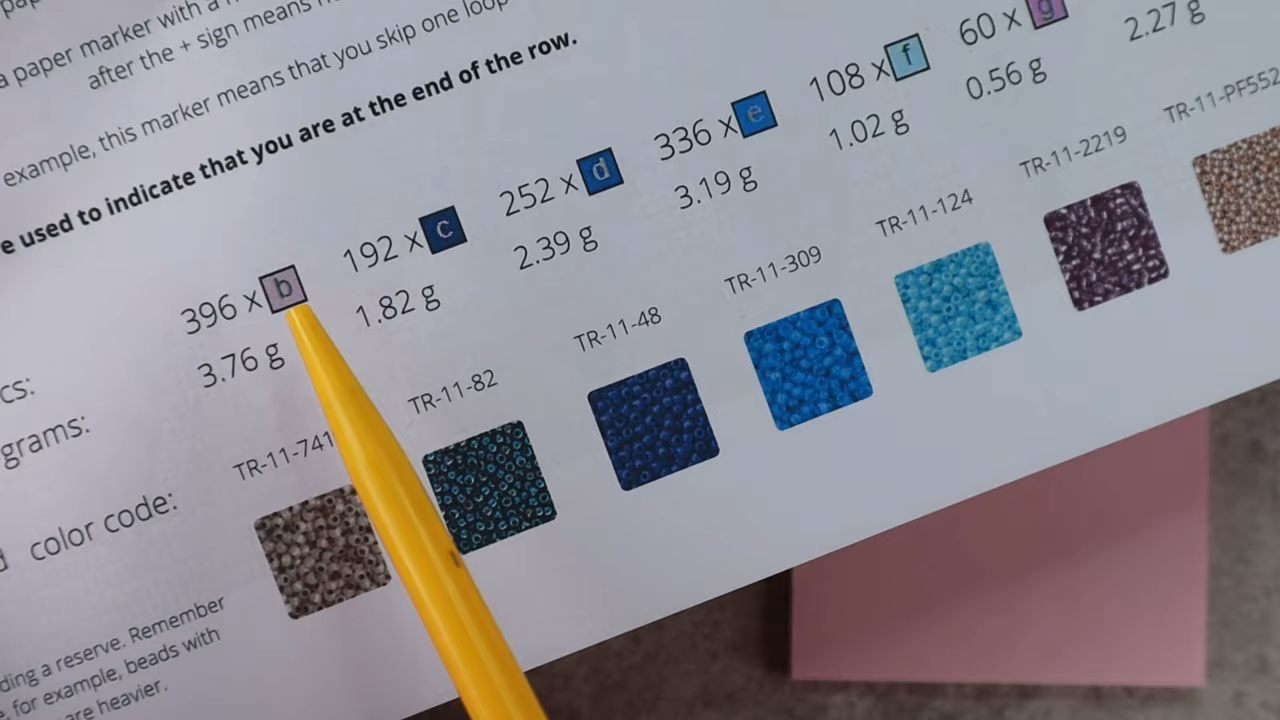 a paper marker with a
after the + sign means
example, this marker means that you skip one loop
used to indicate that you are at the end of the row.
396 x b 192 x c 252 x d 336 x e 108 x f 60 x g
grams: 3.76 g 1.82 g 2.39 g 3.19 g 1.02 g 0.56 g 2.27 g
color code: TR-11-741 TR-11-82 TR-11-48 TR-11-309 TR-11-124 TR-11-2219 TR-11-PF552
a reserve. Remember
for example, beads with
are heavier.